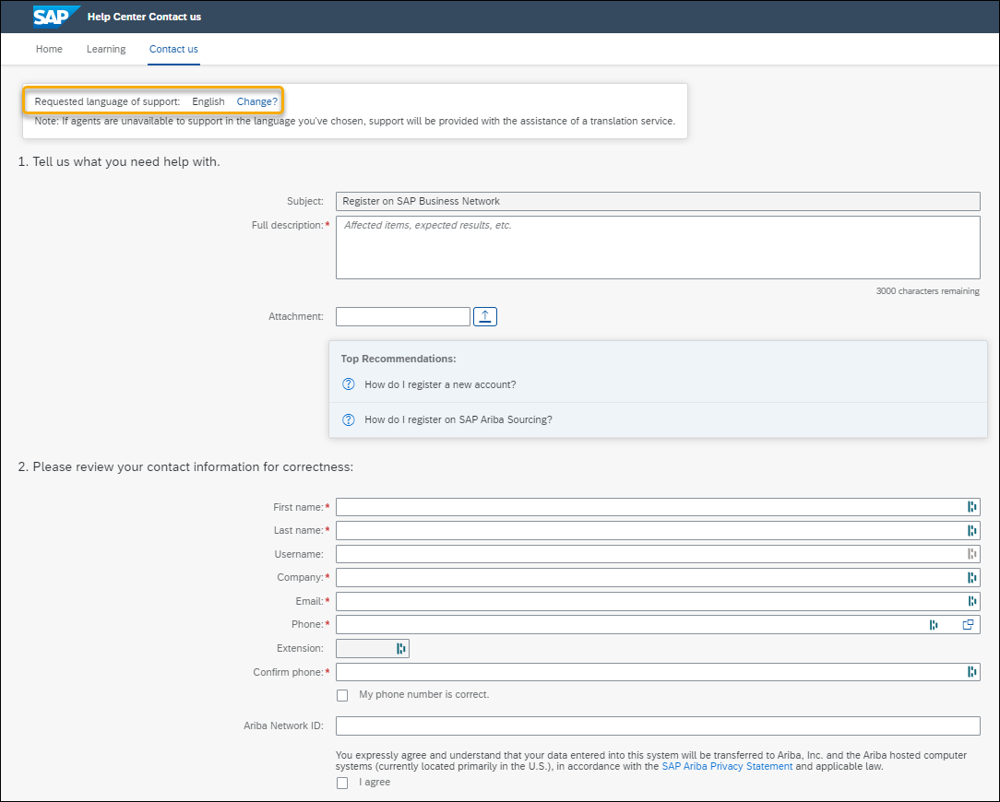 SAP Help Center Contact us
Home Learning Contact us
Requested language of support: English Change?
Note: If agents are unavailable to support in the language you've chosen, support will be provided with the assistance of a translation service.
1. Tell us what you need help with.
Subject: Register on SAP Business Network
Full description:* Affected items, expected results, etc.
3000 characters remaining
Attachment:
Top Recommendations:
How do I register a new account?
How do I register on SAP Ariba Sourcing?
2. Please review your contact information for correctness:
First name:*
Last name:*
Username:
Company:*
Email:*
Phone:*
Extension:
Confirm phone:*
My phone number is correct.
Ariba Network ID:
You expressly agree and understand that your data entered into this system will be transferred to Ariba, Inc. and the Ariba hosted computer
systems (currently located primarily in the U.S.), in accordance with the SAP Ariba Privacy Statement and applicable law.
I agree